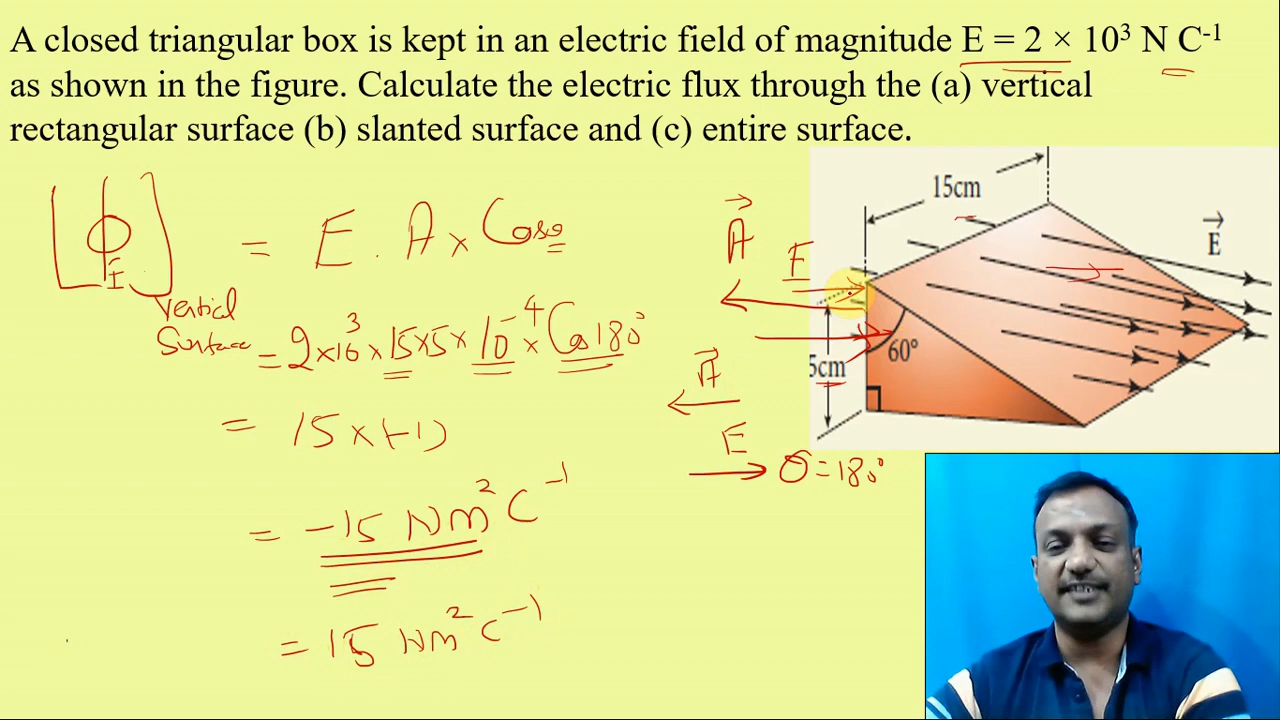 A closed triangular box is kept in an electric field of magnitude E = 2 × 10³ N C⁻¹
as shown in the figure. Calculate the electric flux through the (a) vertical
rectangular surface (b) slanted surface and (c) entire surface.
15cm
E
A
E
[ϕE] Vertical Surface = E . A × Cosθ
60°
5cm
= 2×10³ × 15×5 × 10⁻⁴ × Cos 180°
A
= 15 × (-1)
E
θ = 180°
= -15 Nm²C⁻¹
= 15 Nm²C⁻¹